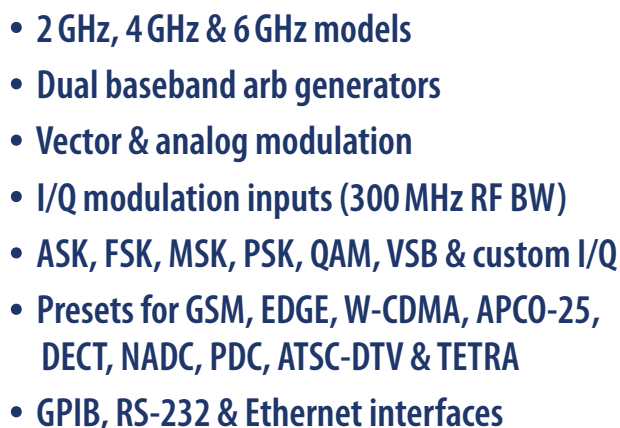 • 2 GHz, 4 GHz & 6 GHz models
• Dual baseband arb generators
• Vector & analog modulation
• I/Q modulation inputs (300 MHz RF BW)
• ASK, FSK, MSK, PSK, QAM, VSB & custom I/Q
• Presets for GSM, EDGE, W-CDMA, APCO-25,
DECT, NADC, PDC, ATSC-DTV & TETRA
• GPIB, RS-232 & Ethernet interfaces